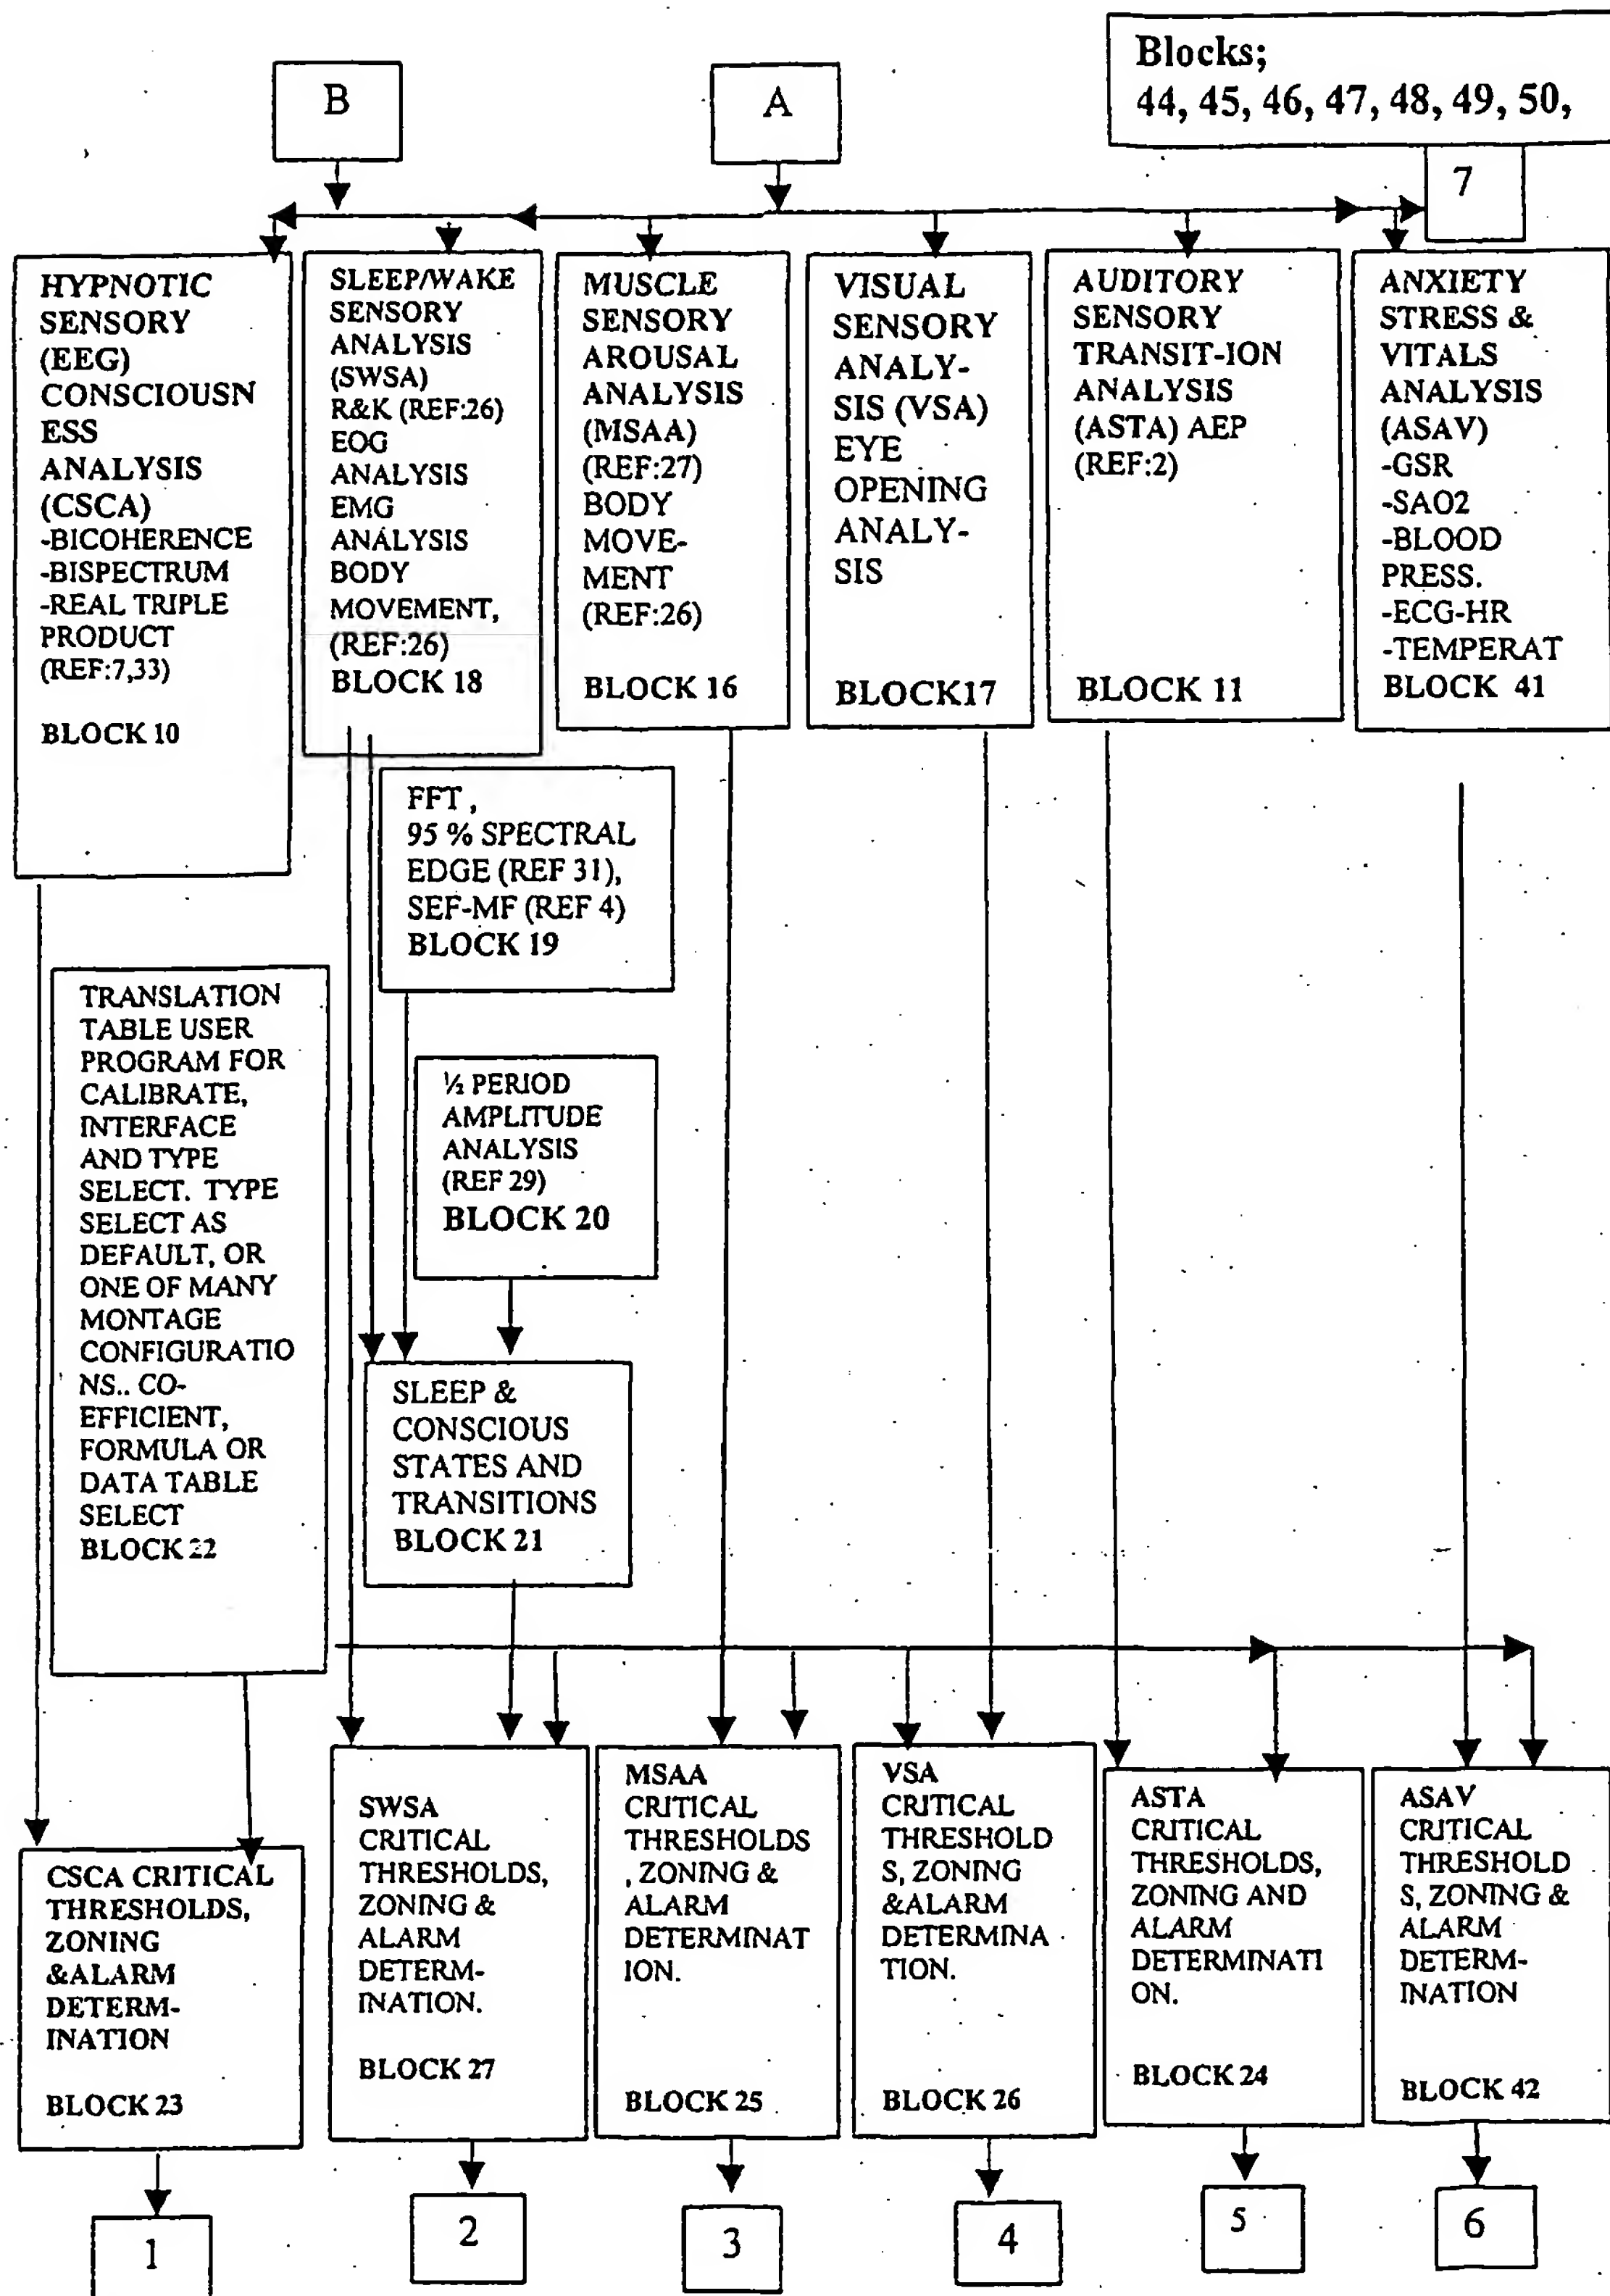 B
A
Blocks;
44, 45, 46, 47, 48, 49, 50,
7
HYPNOTIC
SENSORY
(EEG)
CONSCIOUSN
ESS
ANALYSIS
(CSCA)
-BICOHERENCE
-BISPECTRUM
-REAL TRIPLE
PRODUCT
(REF:7,33)
BLOCK 10
SLEEP/WAKE
SENSORY
ANALYSIS
(SWSA)
R&K (REF:26)
EOG
ANALYSIS
EMG
ANALYSIS
BODY
MOVEMENT,
(REF:26)
BLOCK 18
MUSCLE
SENSORY
AROUSAL
ANALYSIS
(MSAA)
(REF:27)
BODY
MOVE-
MENT
(REF:26)
BLOCK 16
VISUAL
SENSORY
ANALY-
SIS (VSA)
EYE
OPENING
ANALY-
SIS
BLOCK17
AUDITORY
SENSORY
TRANSIT-ION
ANALYSIS
(ASTA) AEP
(REF:2)
BLOCK 11
ANXIETY
STRESS &
VITALS
ANALYSIS
(ASAV)
-GSR
-SAO2
-BLOOD
PRESS.
-ECG-HR
-TEMPERAT
BLOCK 41
FFT ,
95 % SPECTRAL
EDGE (REF 31),
SEF-MF (REF 4)
BLOCK 19
TRANSLATION
TABLE USER
PROGRAM FOR
CALIBRATE,
INTERFACE
AND TYPE
SELECT. TYPE
SELECT AS
DEFAULT, OR
ONE OF MANY
MONTAGE
CONFIGURATIO
NS.. CO-
EFFICIENT,
FORMULA OR
DATA TABLE
SELECT
BLOCK 22
½ PERIOD
AMPLITUDE
ANALYSIS
(REF 29)
BLOCK 20
SLEEP &
CONSCIOUS
STATES AND
TRANSITIONS
BLOCK 21
CSCA CRITICAL
THRESHOLDS,
ZONING
&ALARM
DETERM-
INATION
BLOCK 23
SWSA
CRITICAL
THRESHOLDS,
ZONING &
ALARM
DETERM-
INATION.
BLOCK 27
MSAA
CRITICAL
THRESHOLDS
, ZONING &
ALARM
DETERMINAT
ION.
BLOCK 25
VSA
CRITICAL
THRESHOLD
S, ZONING
&ALARM
DETERMINA
TION.
BLOCK 26
ASTA
CRITICAL
THRESHOLDS,
ZONING AND
ALARM
DETERMINATI
ON.
BLOCK 24
ASAV
CRITICAL
THRESHOLD
S, ZONING &
ALARM
DETERM-
INATION
BLOCK 42
1
2
3
4
5
6